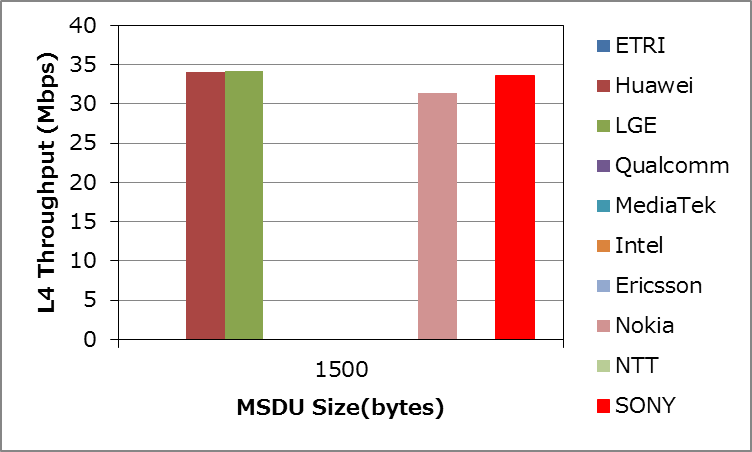 L4 Throughput (Mbps)
40
35
30
25
20
15
10
5
0
1500
MSDU Size(bytes)
ETRI
Huawei
LGE
Qualcomm
MediaTek
Intel
Ericsson
Nokia
NTT
SONY